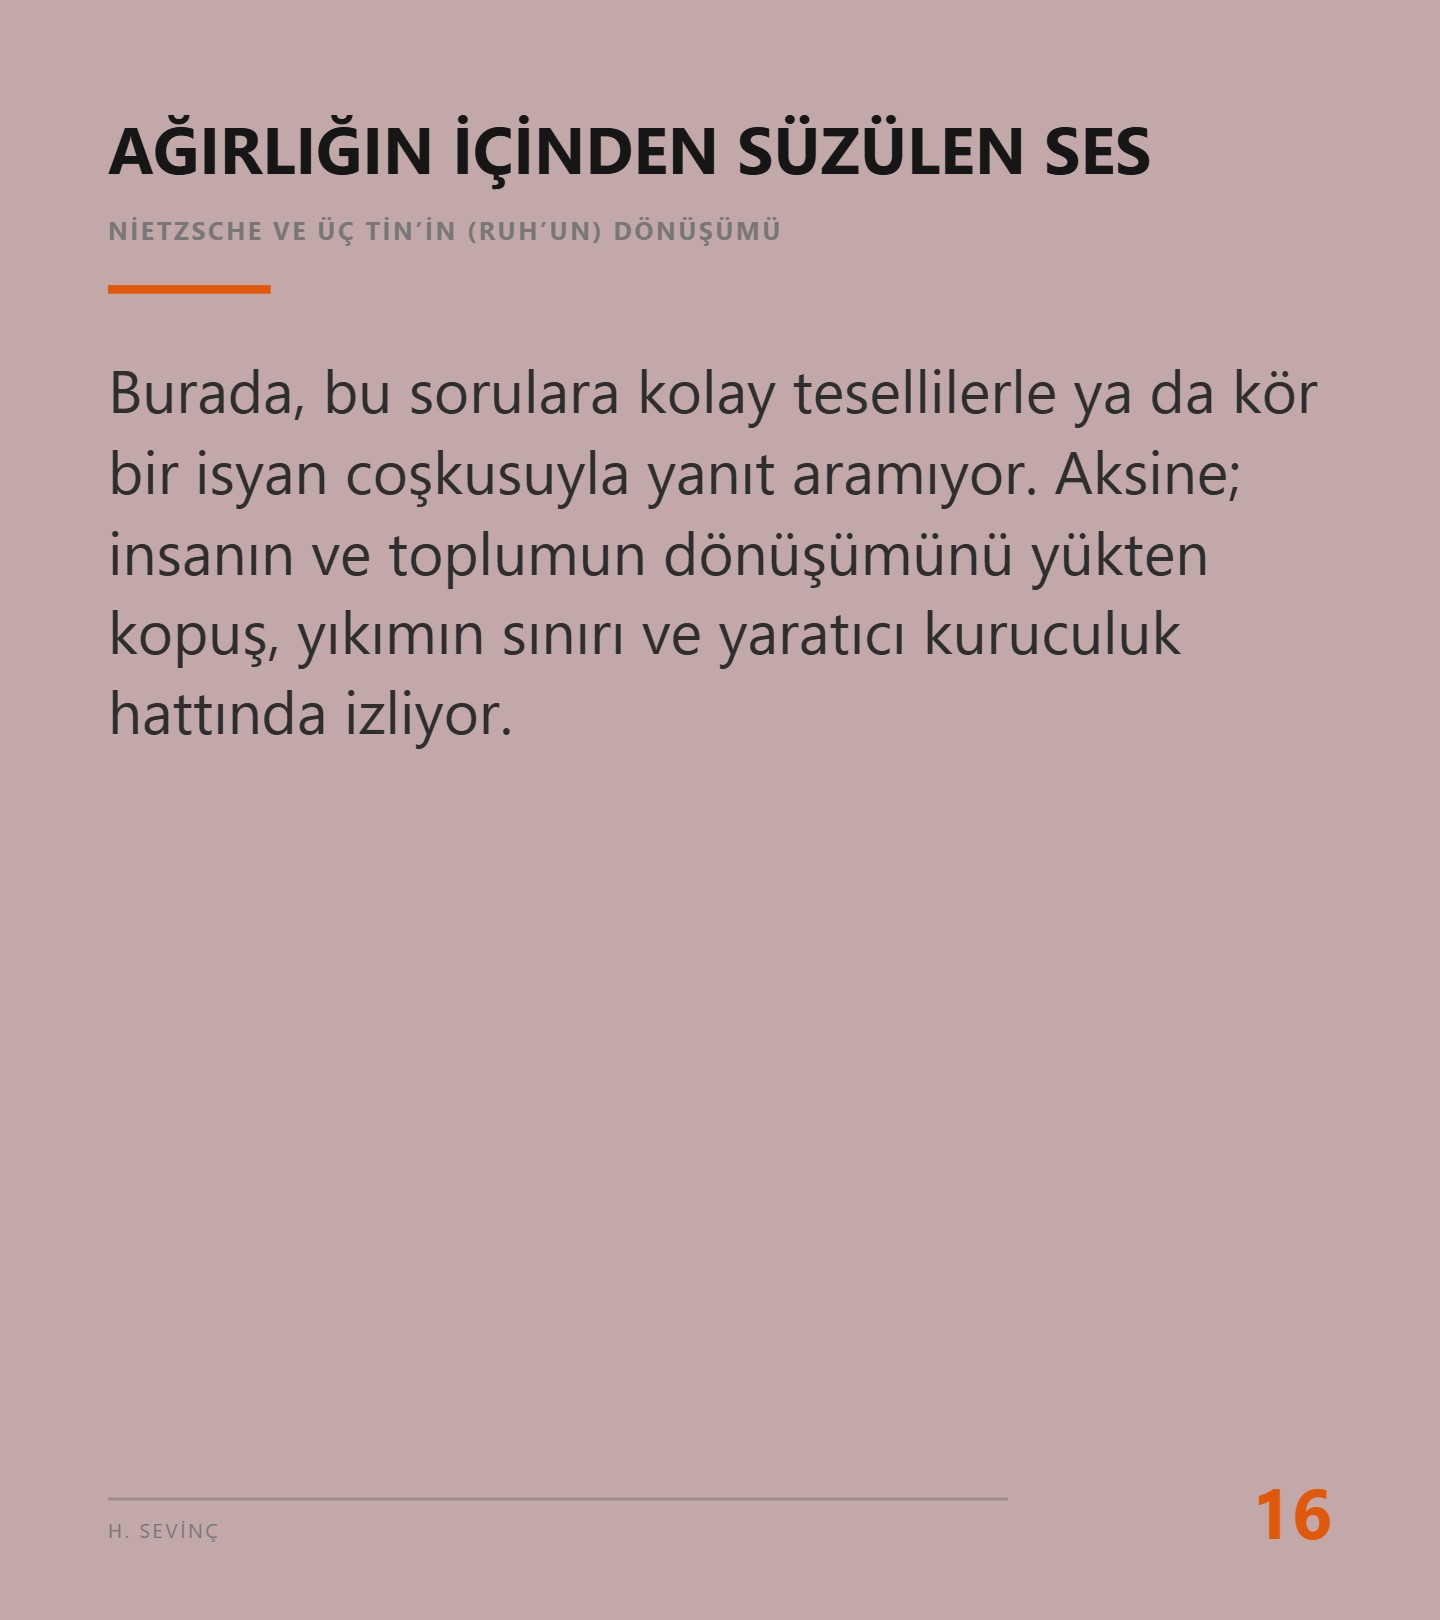 AĞIRLIĞIN İÇİNDEN SÜZÜLEN SES
NİETZSCHE VE ÜÇ TİN’İN (RUH’UN) DÖNÜŞÜMÜ
Burada, bu sorulara kolay tesellilerle ya da kör
bir isyan coşkusuyla yanıt aramıyor. Aksine;
insanın ve toplumun dönüşümünü yükten
kopuş, yıkımın sınırı ve yaratıcı kuruculuk
hattında izliyor.
H. SEVİNÇ
16